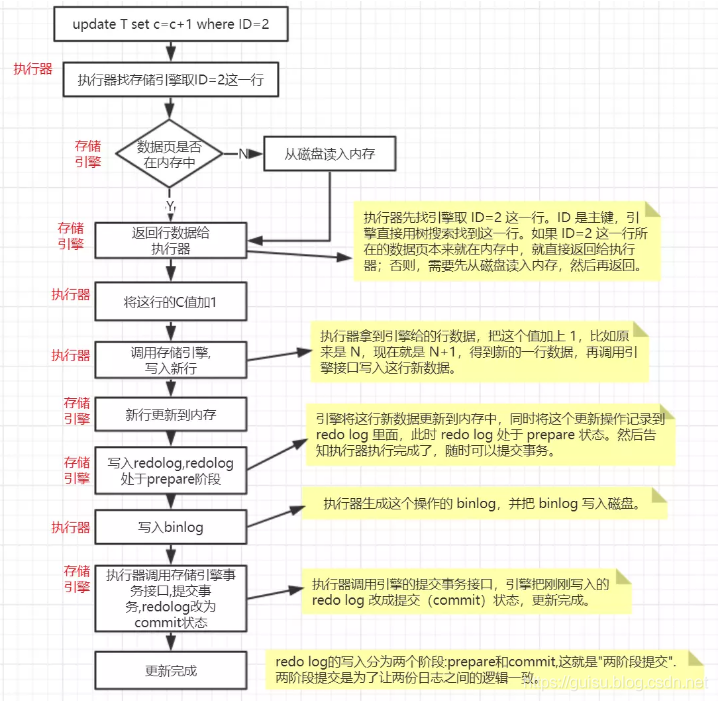 update T set c=c+1 where ID=2
执行器
执行器找存储引擎取ID=2这一行
存储
引擎
数据页是否
在内存中
N
从磁盘读入内存
Y
存储
引擎
返回行数据给
执行器
执行器先找引擎取 ID=2 这一行。ID 是主键，引
擎直接用树搜索找到这一行。如果 ID=2 这一行所
在的数据页本来就在内存中，就直接返回给执行
器；否则，需要先从磁盘读入内存，然后再返回。
执行器
将这行的C值加1
执行器
调用存储引擎,
写入新行
执行器拿到引擎给的行数据，把这个值加上 1，比如原
来是 N，现在就是 N+1，得到新的一行数据，再调用引
擎接口写入这行新数据。
存储
引擎
新行更新到内存
引擎将这行新数据更新到内存中，同时将这个更新操作记录到
redo log 里面，此时 redo log 处于 prepare 状态。然后告
知执行器执行完成了，随时可以提交事务。
存储
引擎
写入redolog,redolog
处于prepare阶段
执行器
写入binlog
执行器生成这个操作的 binlog，并把 binlog 写入磁盘。
存储
引擎
执行器调用存储引擎事
务接口,提交事
务,redolog改为
commit状态
执行器调用引擎的提交事务接口，引擎把刚刚写入的
redo log 改成提交（commit）状态，更新完成。
更新完成
redo log的写入分为两个阶段:prepare和commit,这就是"两阶段提交".
两阶段提交是为了让两份日志之间的逻辑一致。
https://guisu.blog.csdn.net